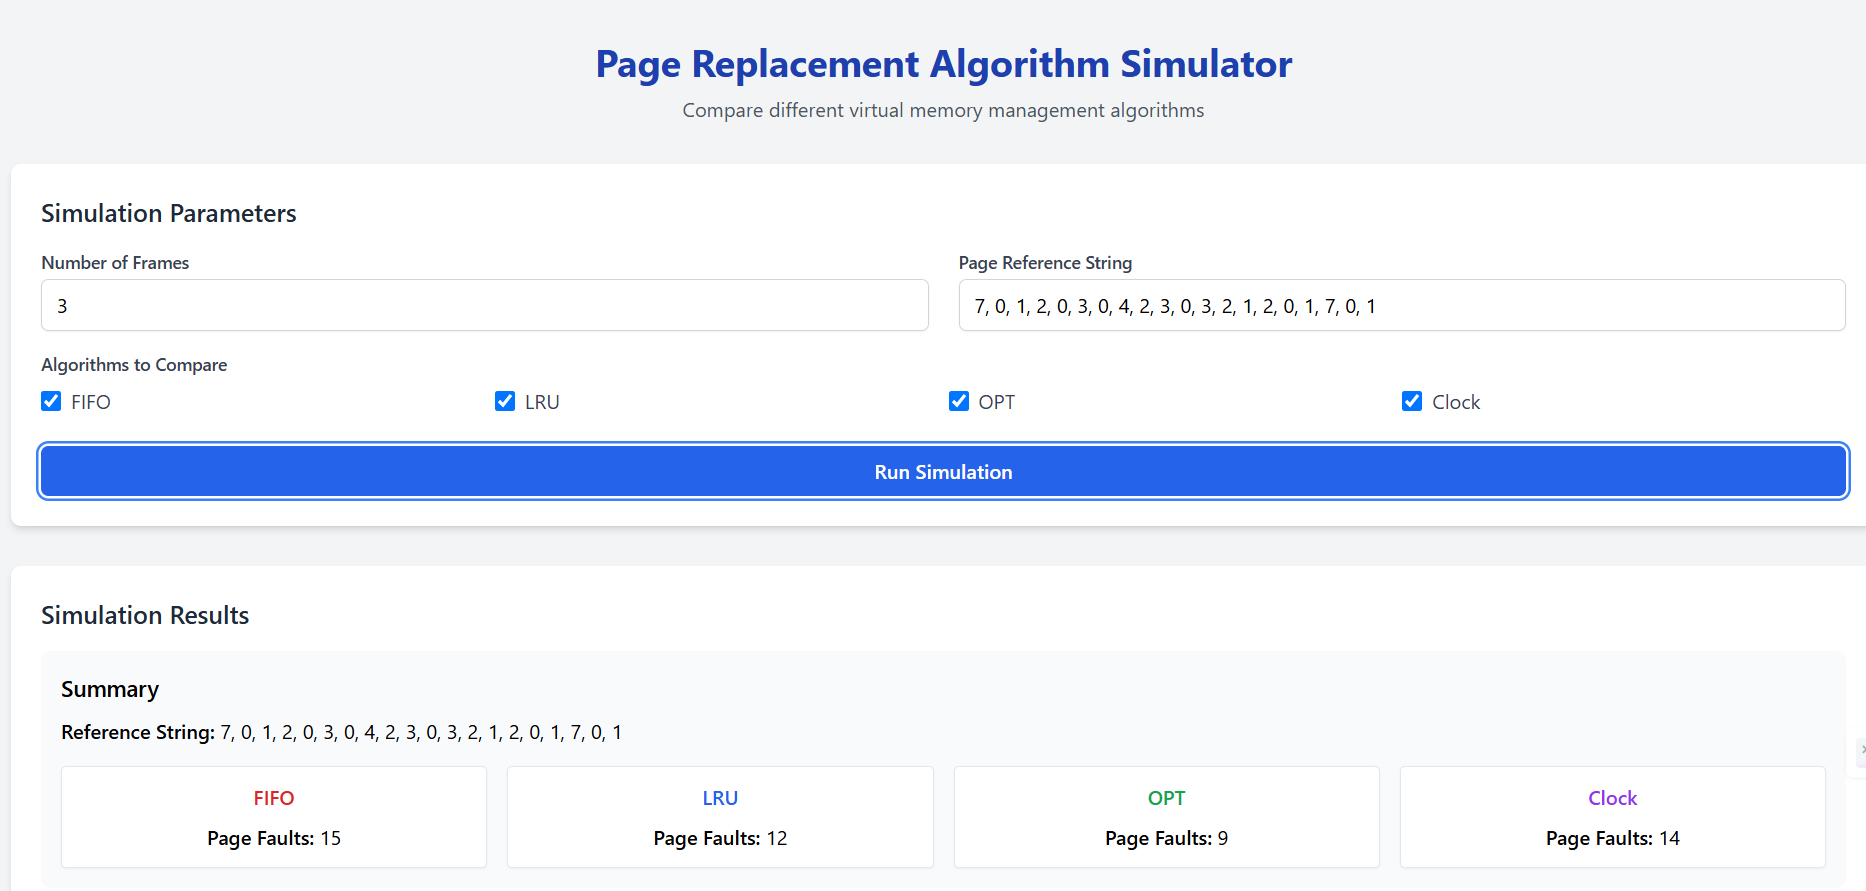 Page Replacement Algorithm Simulator
Compare different virtual memory management algorithms
Simulation Parameters
Number of Frames
3
Page Reference String
7, 0, 1, 2, 0, 3, 0, 4, 2, 3, 0, 3, 2, 1, 2, 0, 1, 7, 0, 1
Algorithms to Compare
FIFO
LRU
OPT
Clock
Run Simulation
Simulation Results
Summary
Reference String: 7, 0, 1, 2, 0, 3, 0, 4, 2, 3, 0, 3, 2, 1, 2, 0, 1, 7, 0, 1
FIFO
Page Faults: 15
LRU
Page Faults: 12
OPT
Page Faults: 9
Clock
Page Faults: 14